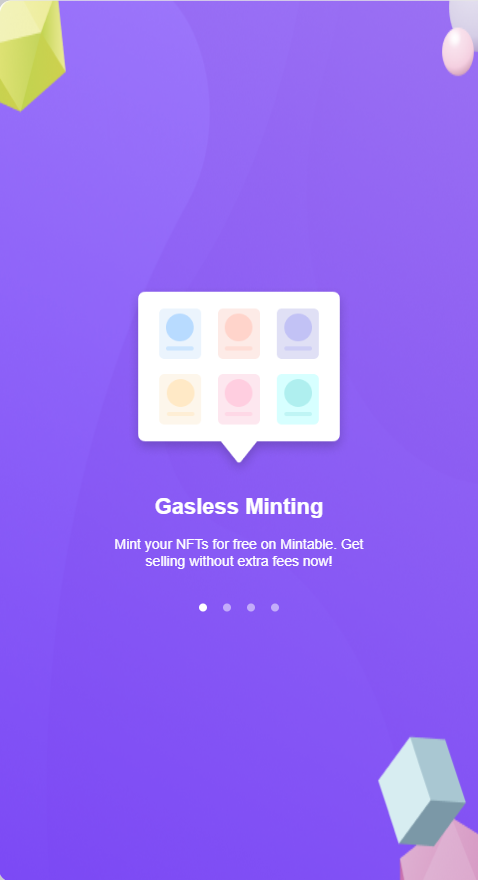 Gasless Minting
Mint your NFTs for free on Mintable. Get
selling without extra fees now!